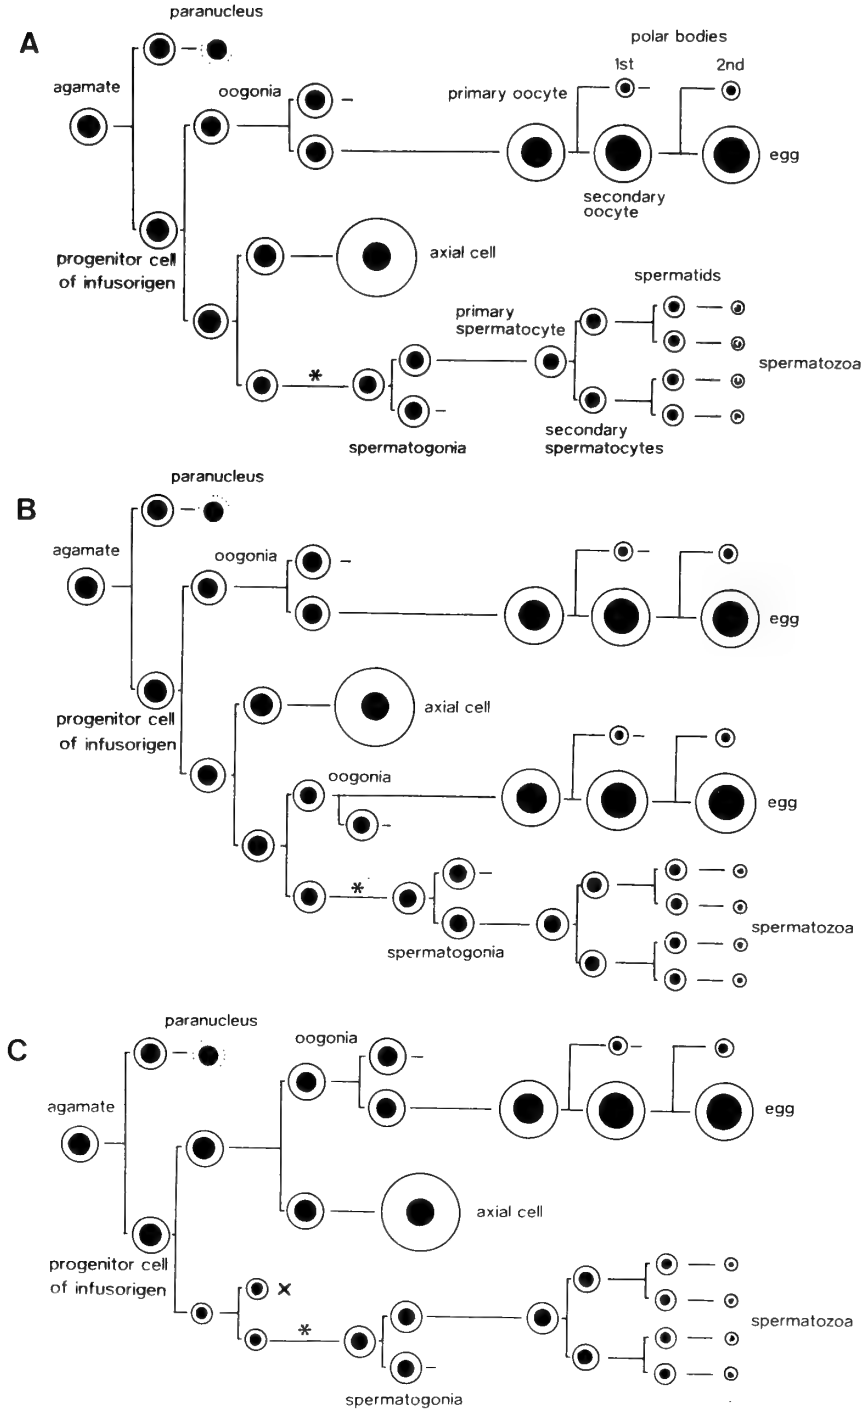 A
paranucleus
polar bodies
1st
2nd
agamate
oogonia
primary oocyte
egg
secondary
oocyte
progenitor cell
of infusorigen
axial cell
spermatids
primary
spermatocyte
*
spermatozoa
secondary
spermatocytes
spermatogonia
B
paranucleus
agamate
oogonia
egg
progenitor cell
of infusorigen
axial cell
oogonia
egg
*
spermatozoa
spermatogonia
C
paranucleus
oogonia
agamate
egg
axial cell
progenitor cell
of infusorigen
x
*
spermatozoa
spermatogonia